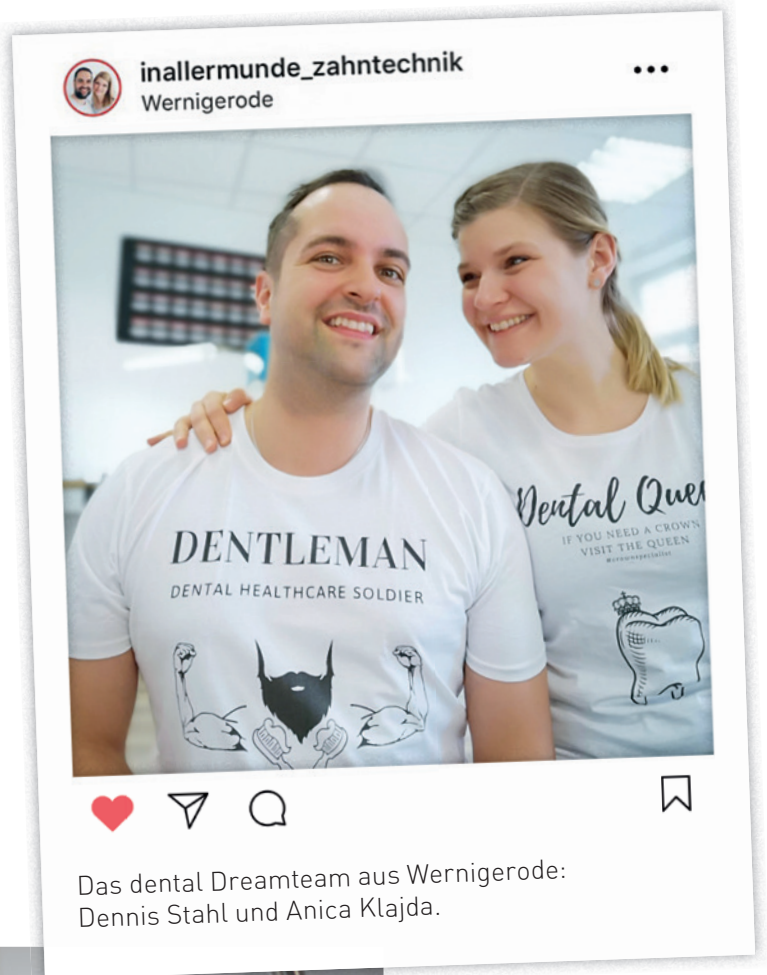 inallermunde_zahntechnik
Wernigerode
DENTLEMAN
DENTAL HEALTHCARE SOLDIER
Dental Quee
IF YOU NEED A CROWN
VISIT THE QUEEN
#crownspecialist
Das dental Dreamteam aus Wernigerode:
Dennis Stahl und Anica Klajda.